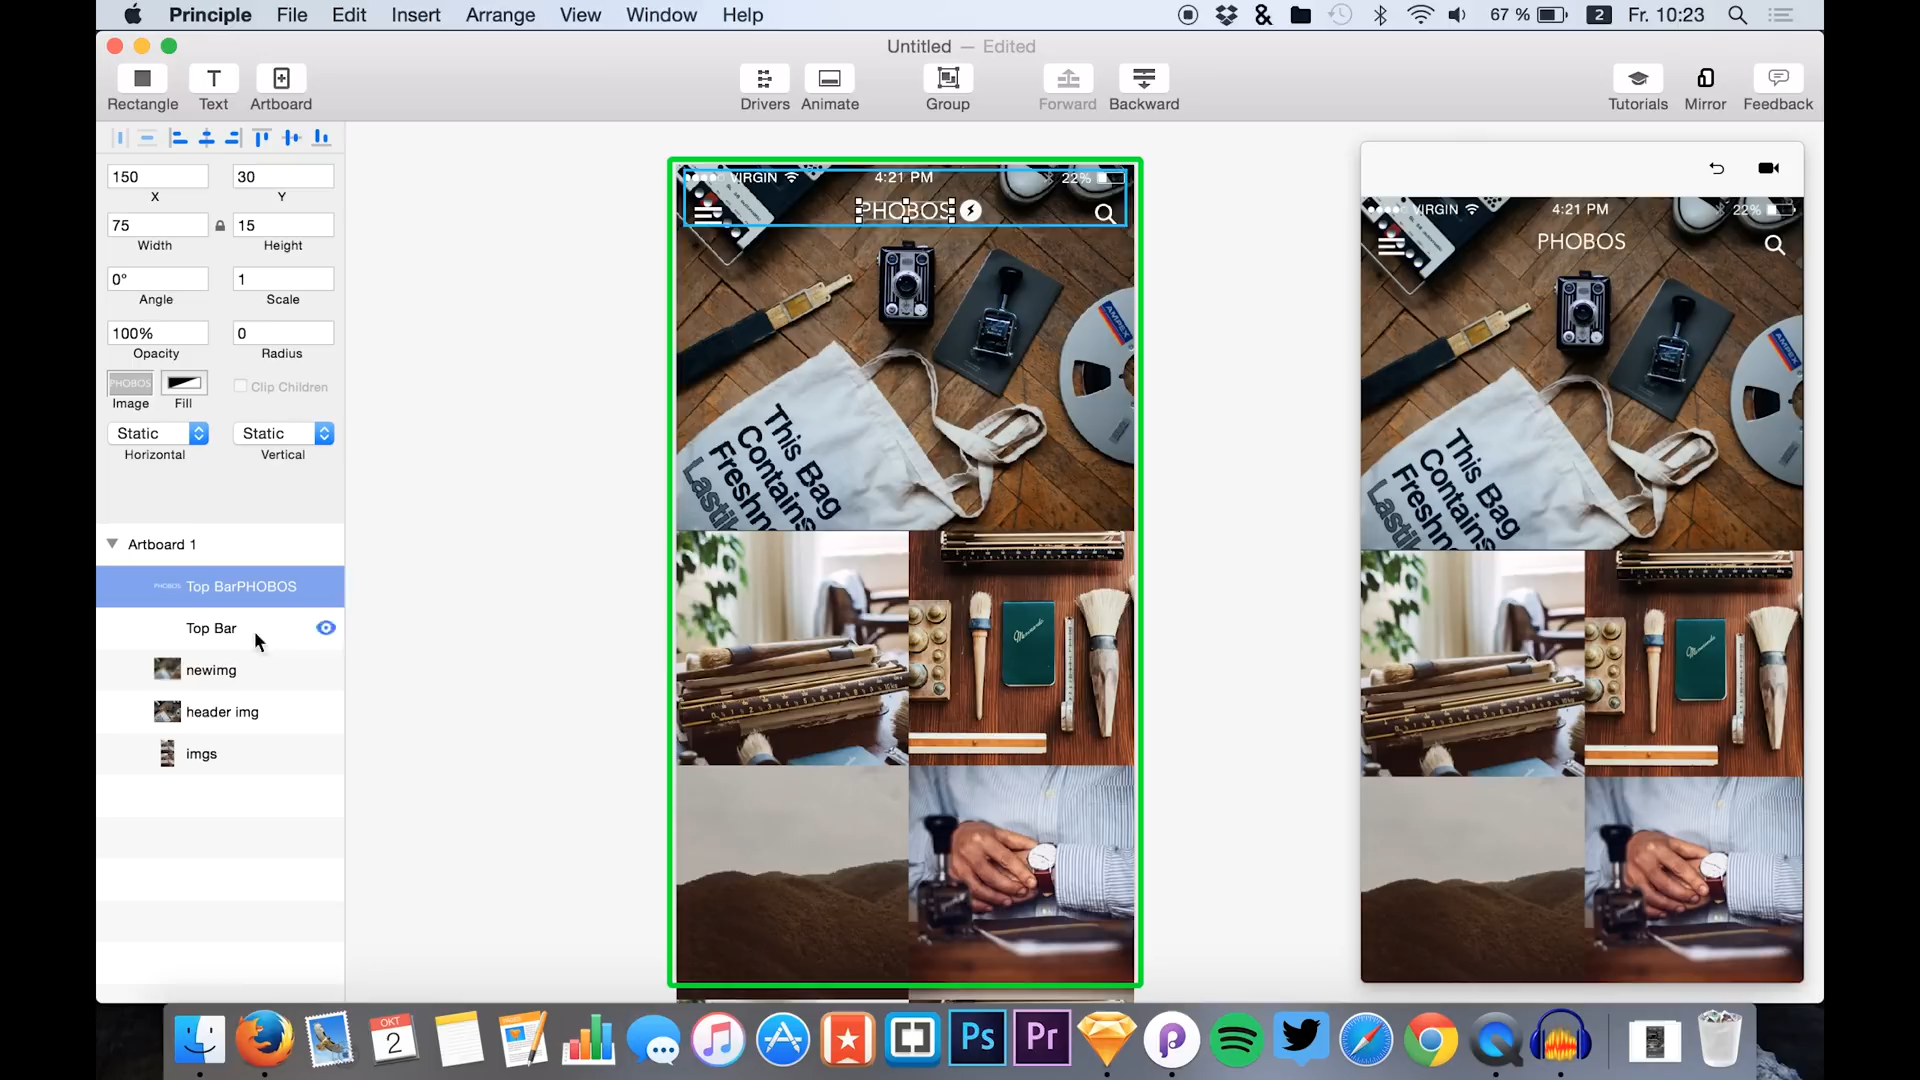 Principle File Edit Insert Arrange View Window Help
67 % 2 Fr. 10:23
Untitled — Edited
Rectangle Text Artboard Drivers Animate Group Forward Backward Tutorials Mirror Feedback
150 30
X Y
75 15
Width Height
0° 1
Angle Scale
100% 0
Opacity Radius
PHOBOS Clip Children
Image Fill
Static Static
Horizontal Vertical
Artboard 1
PHOBOS Top BarPHOBOS
Top Bar
newimg
header img
imgs
VIRGIN 4:21 PM 22%
PHOBOS
AMPEX
This Bag
Contains
Freshn
Lasti
VIRGIN 4:21 PM 22%
PHOBOS
AMPEX
This Bag
Contains
Freshn
Lasti
OKT
2
PAGES
Ps
Pr